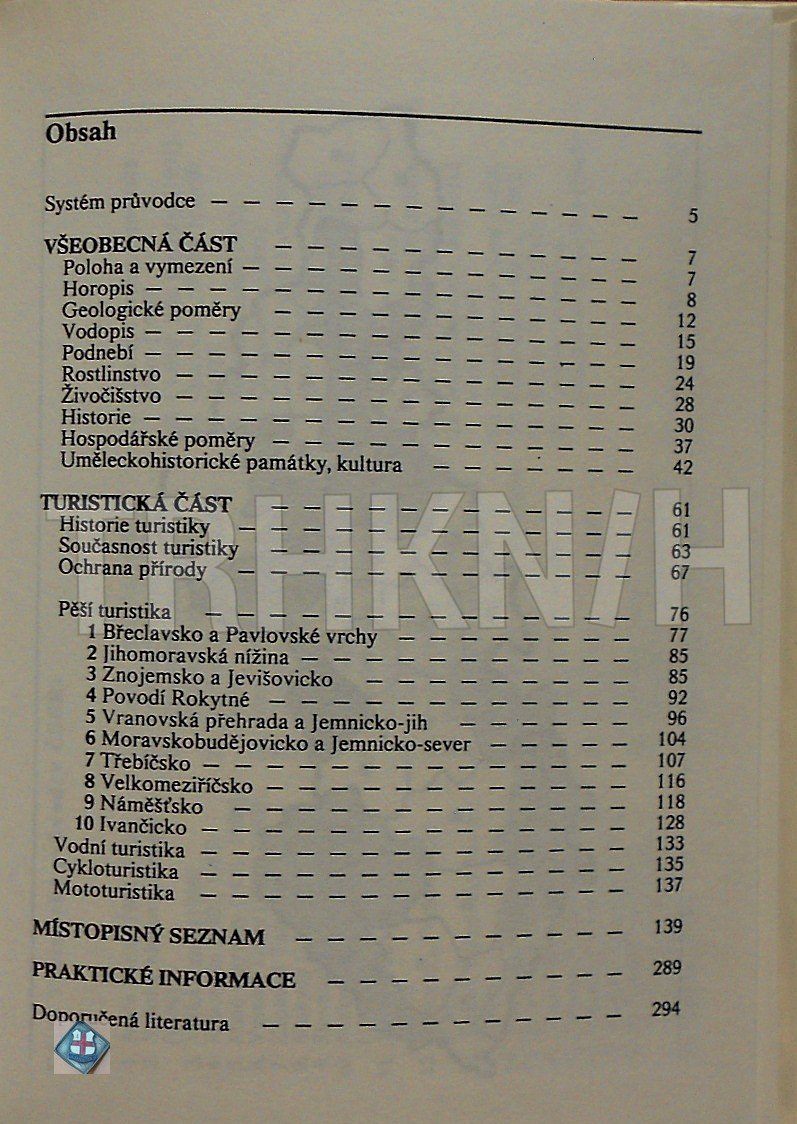 Obsah
Systém průvodce — — — — — — — — — — — — — — 5
VŠEOBECNÁ ČÁST — — — — — — — — — — — — 7
Poloha a vymezení — — — — — — — — — — — — — 7
Horopis — — — — — — — — — — — — — — — — 8
Geologické poměry — — — — — — — — — — — — 12
Vodopis — — — — — — — — — — — — — — — — 15
Podnebí — — — — — — — — — — — — — — — — 19
Rostlinstvo — — — — — — — — — — — — — — — 24
Živočišstvo — — — — — — — — — — — — — — — 28
Historie — — — — — — — — — — — — — — — — 30
Hospodářské poměry — — — — — — — — — — — — 37
Uměleckohistorické památky, kultura — — — — — — — 42
TURISTICKÁ ČÁST — — — — — — — — — — — — 61
Historie turistiky — — — — — — — — — — — — — 61
Současnost turistiky — — — — — — — — — — — — 63
Ochrana přírody — — — — — — — — — — — — — 67
TRHKN/H
Pěší turistika — — — — — — — — — — — — — — 76
1 Břeclavsko a Pavlovské vrchy — — — — — — — — 77
2 Jihomoravská nížina — — — — — — — — — — — 85
3 Znojemsko a Jevišovicko — — — — — — — — — 85
4 Povodí Rokytné — — — — — — — — — — — — 92
5 Vranovská přehrada a Jemnicko-jih — — — — — — — 96
6 Moravskobudějovicko a Jemnicko-sever — — — — — 104
7 Třebíčsko — — — — — — — — — — — — — — 107
8 Velkomeziříčsko — — — — — — — — — — — — 116
9 Náměšťsko — — — — — — — — — — — — — 118
10 Ivančicko — — — — — — — — — — — — — — 128
Vodní turistika — — — — — — — — — — — — — — 133
Cykloturistika — — — — — — — — — — — — — — 135
Mototuristika — — — — — — — — — — — — — — 137
MÍSTOPISNÝ SEZNAM — — — — — — — — — — — 139
PRAKTICKÉ INFORMACE — — — — — — — — — — 289
Doporučená literatura — — — — — — — — — — — — 294